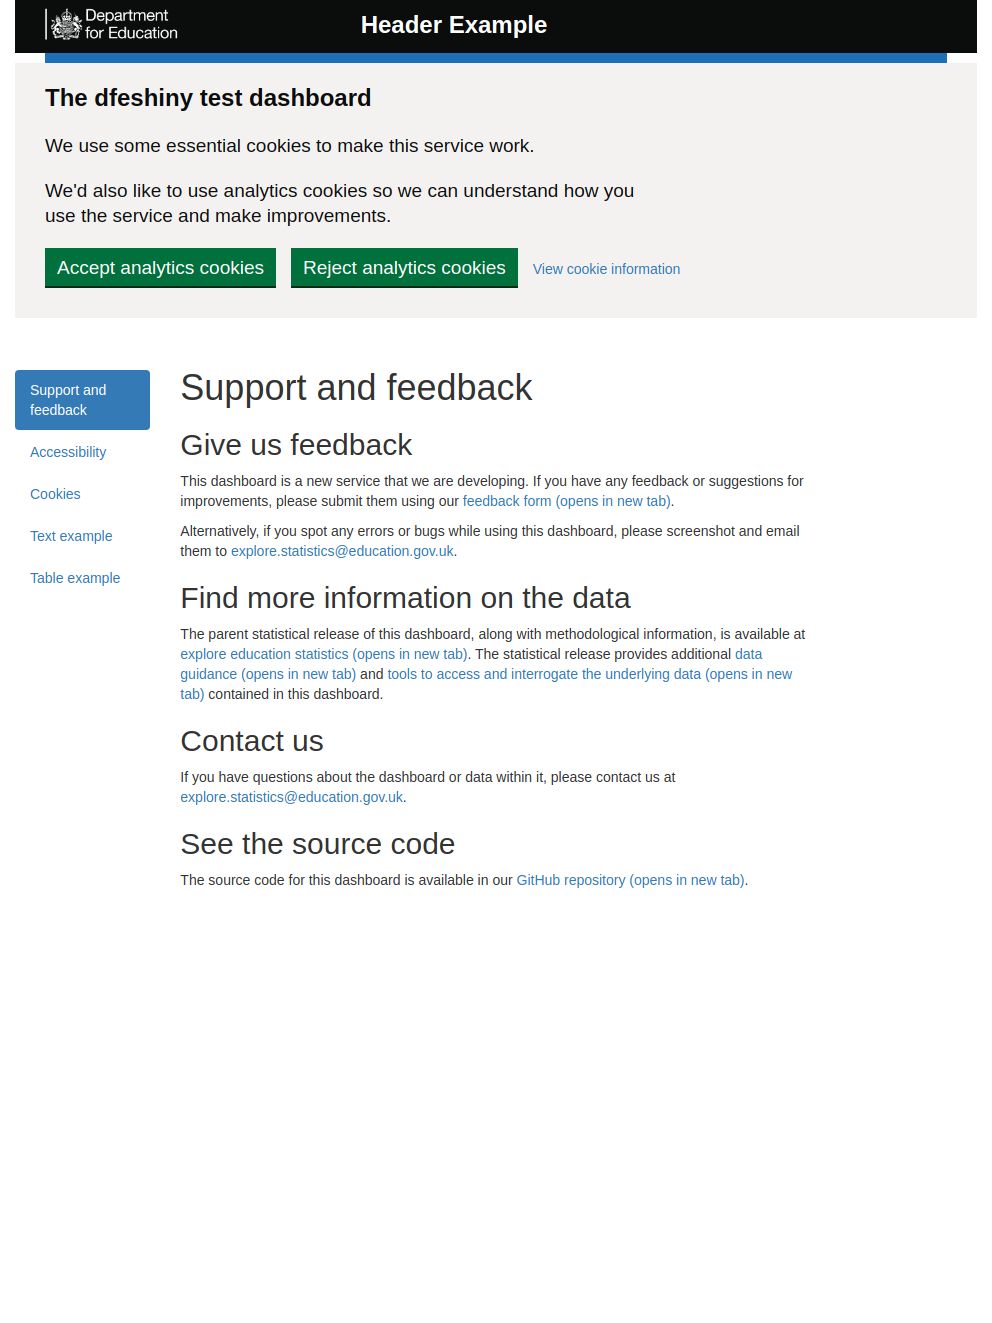 Department
for Education
Header Example
The dfeshiny test dashboard
We use some essential cookies to make this service work.
We'd also like to use analytics cookies so we can understand how you
use the service and make improvements.
Accept analytics cookies
Reject analytics cookies
View cookie information
Support and
feedback
Accessibility
Cookies
Text example
Table example
Support and feedback
Give us feedback
This dashboard is a new service that we are developing. If you have any feedback or suggestions for
improvements, please submit them using our feedback form (opens in new tab).
Alternatively, if you spot any errors or bugs while using this dashboard, please screenshot and email
them to explore.statistics@education.gov.uk.
Find more information on the data
The parent statistical release of this dashboard, along with methodological information, is available at
explore education statistics (opens in new tab). The statistical release provides additional data
guidance (opens in new tab) and tools to access and interrogate the underlying data (opens in new
tab) contained in this dashboard.
Contact us
If you have questions about the dashboard or data within it, please contact us at
explore.statistics@education.gov.uk.
See the source code
The source code for this dashboard is available in our GitHub repository (opens in new tab).